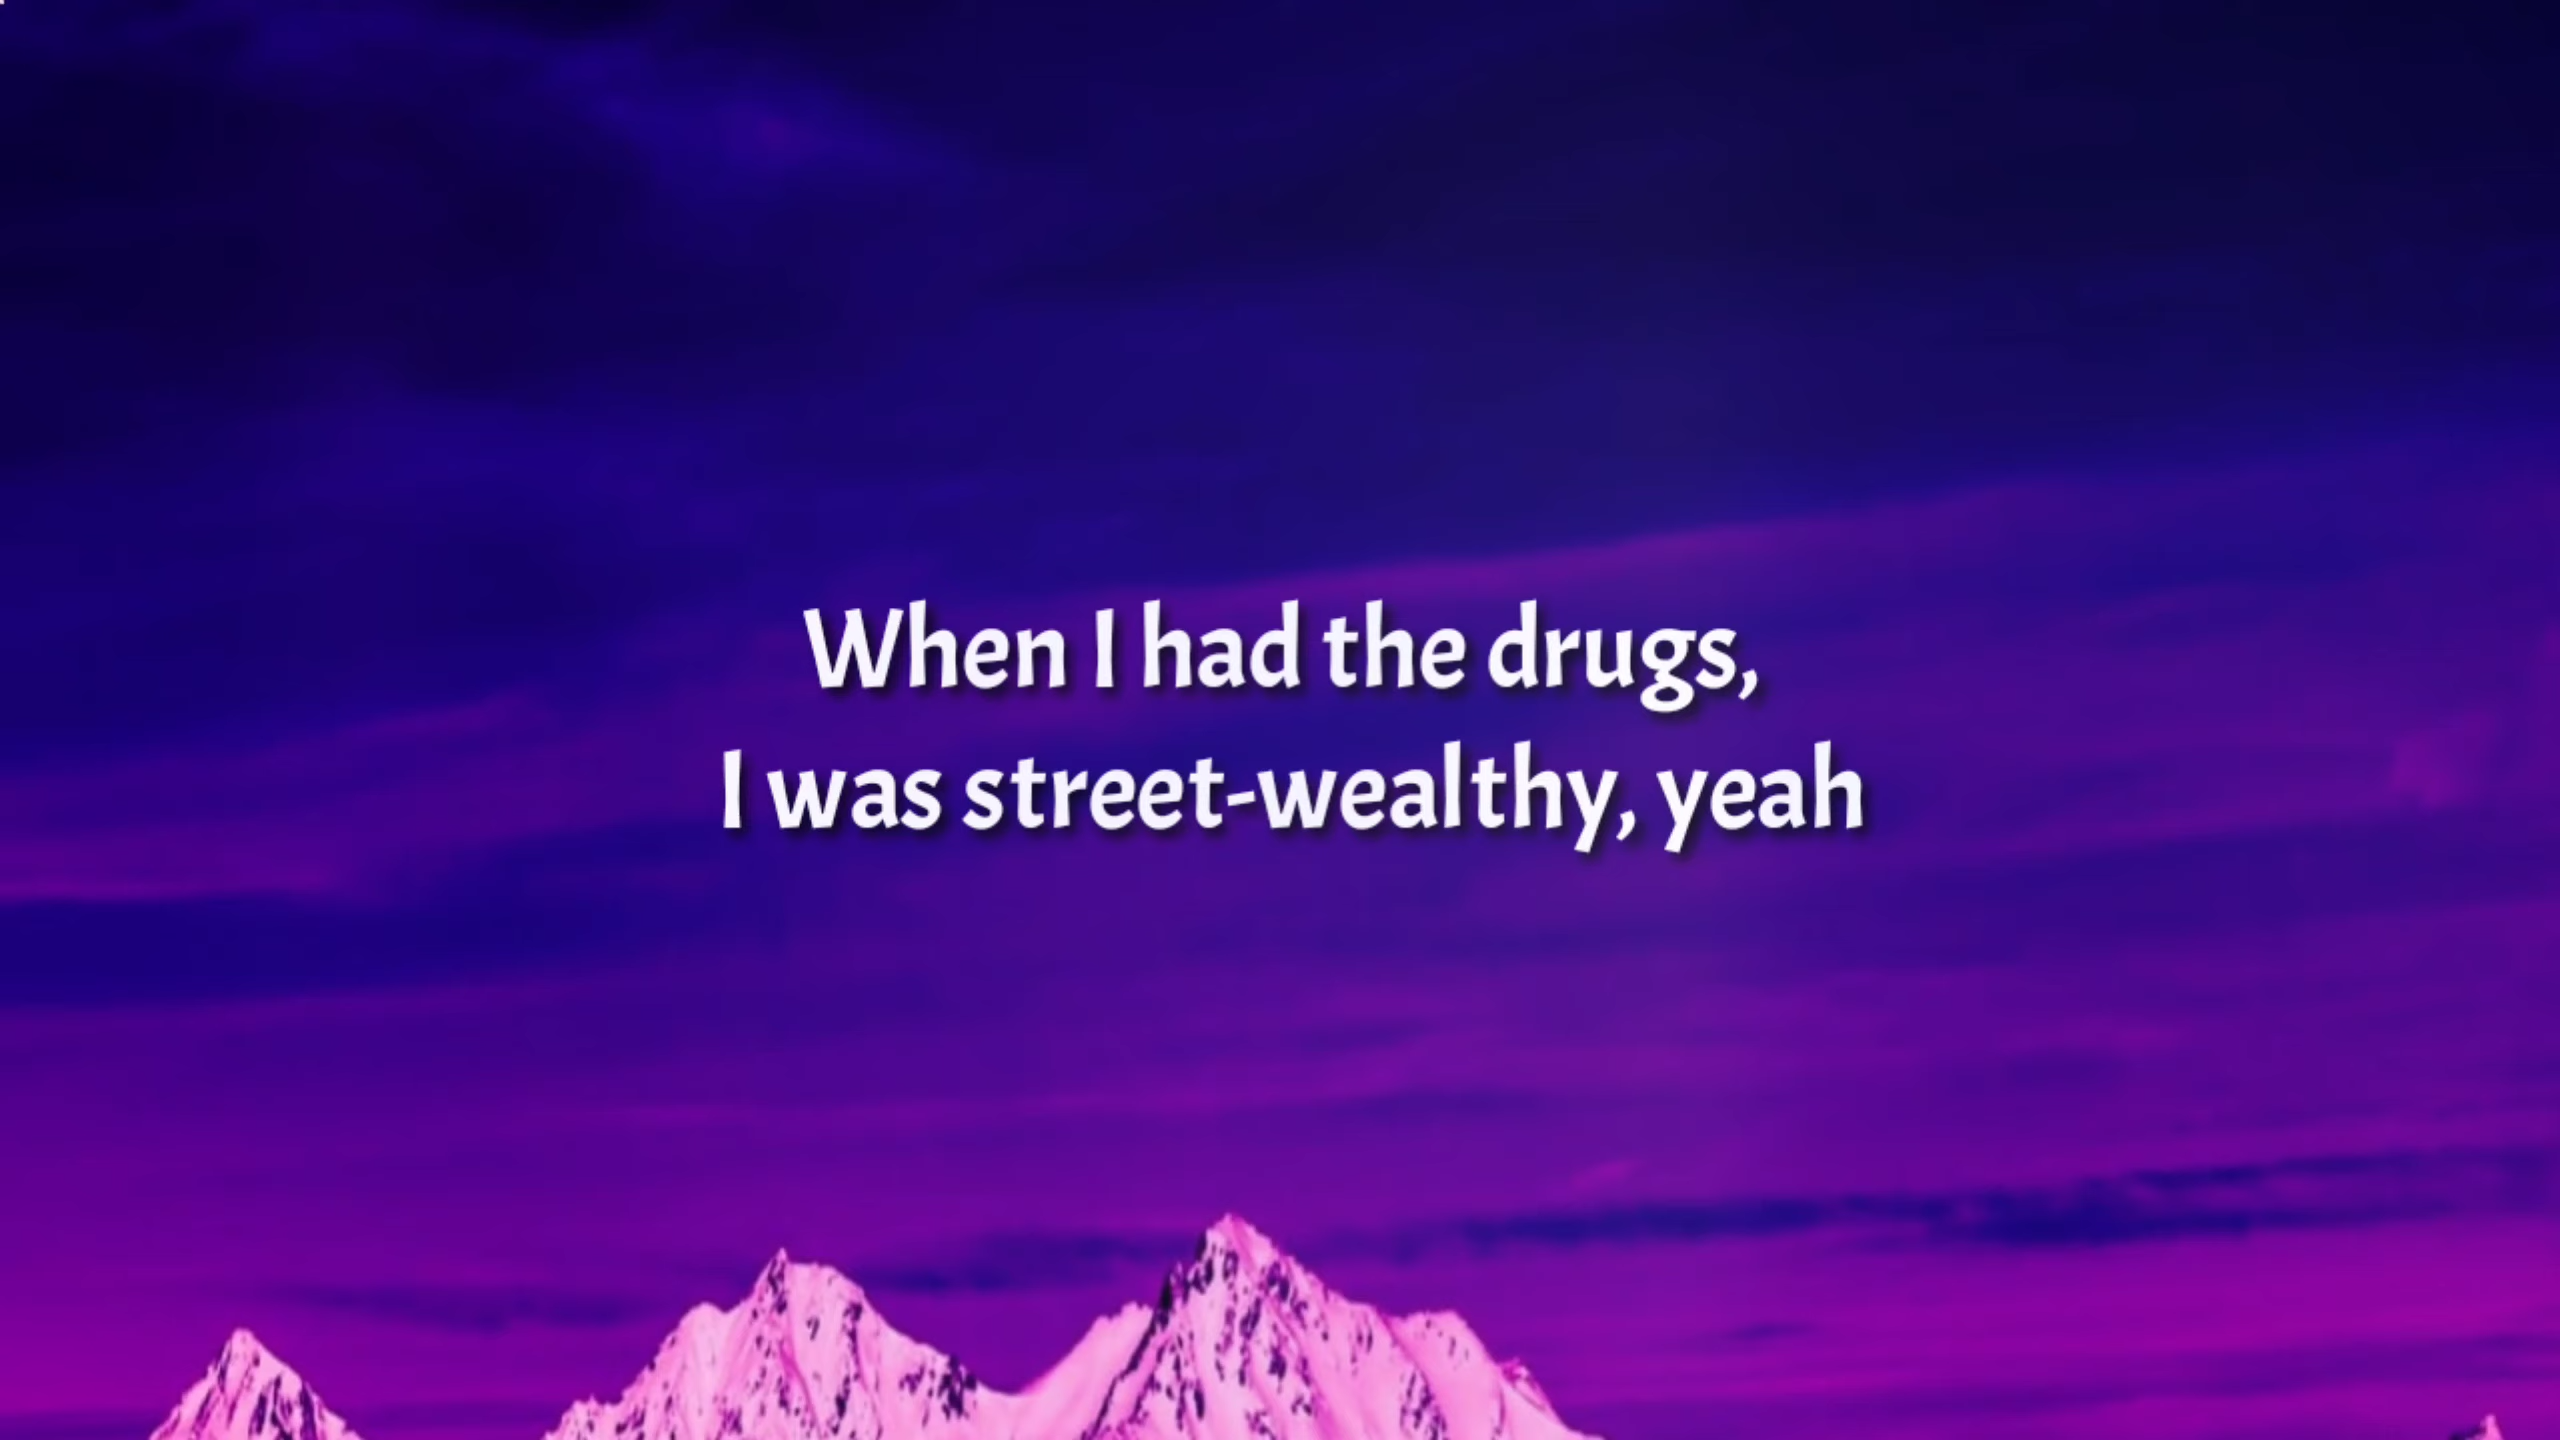 When I had the drugs,
I was street-wealthy, yeah